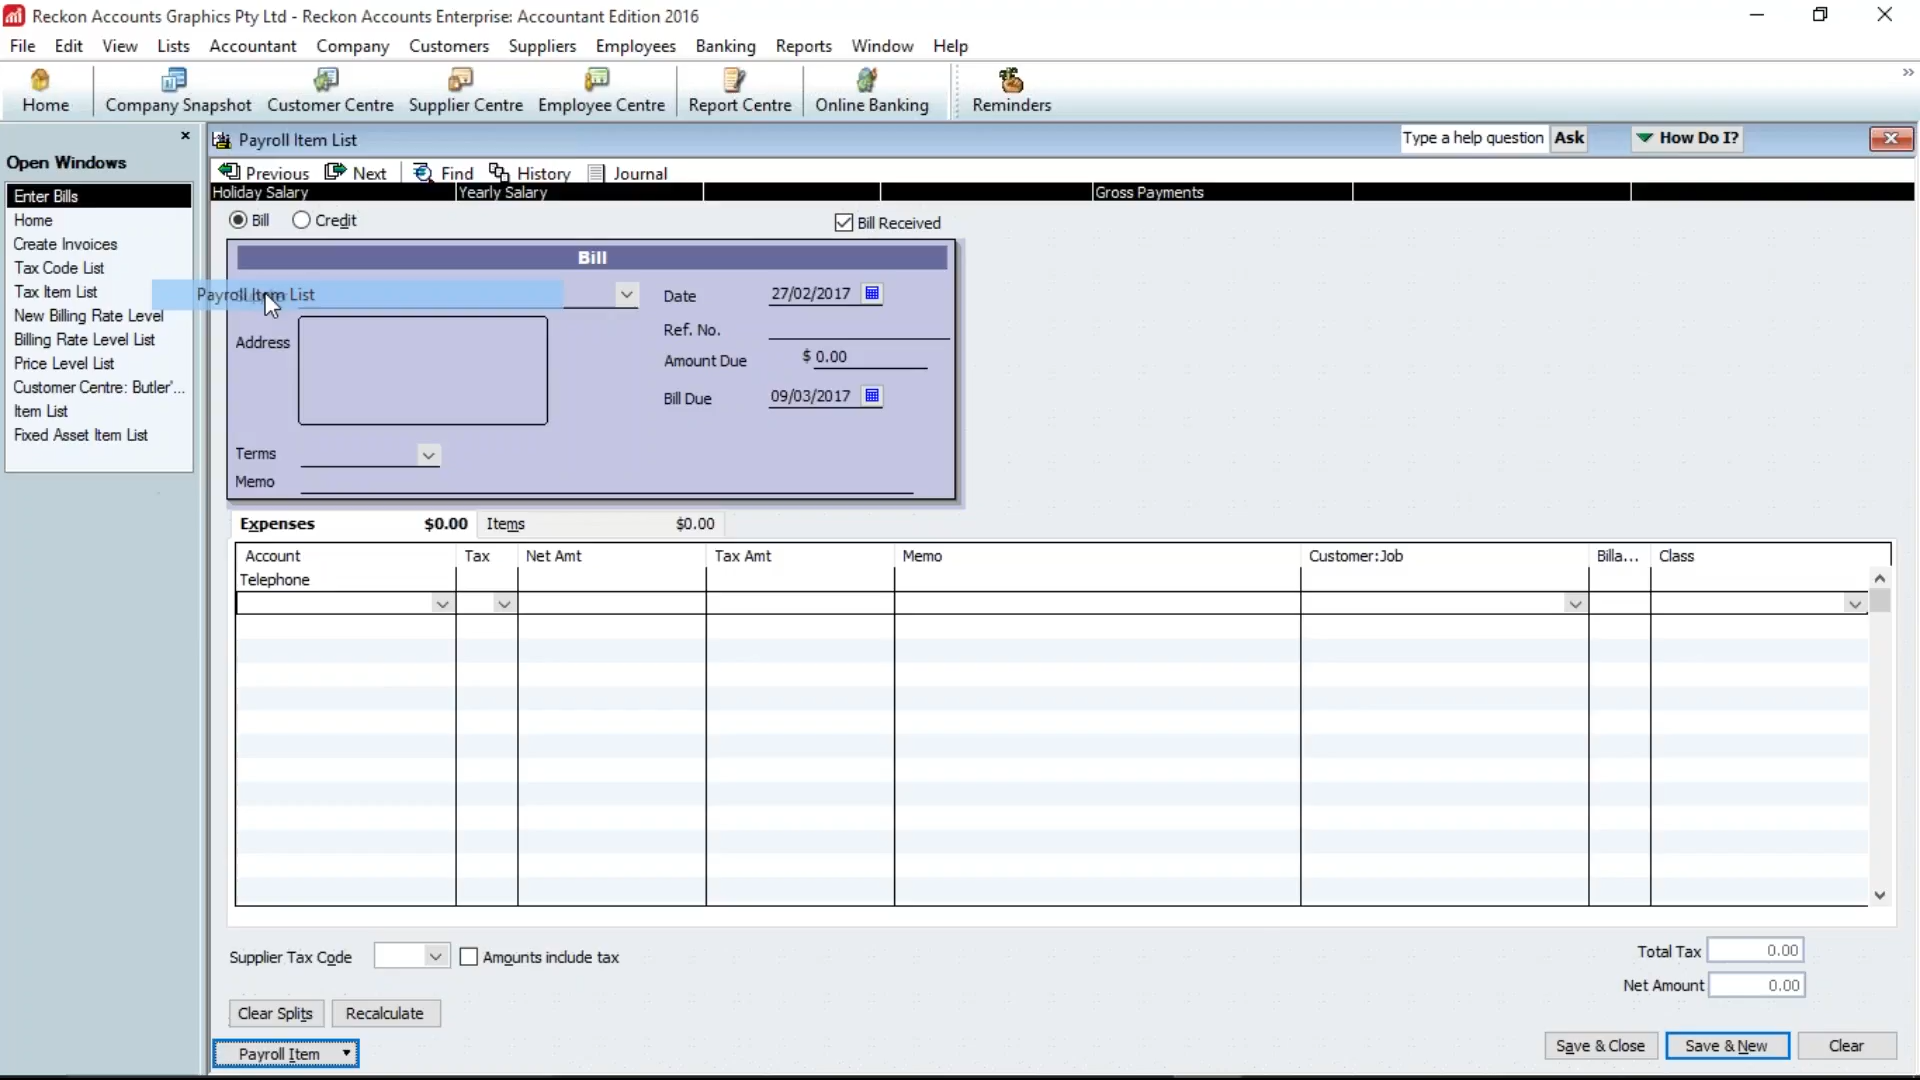 Reckon Accounts Graphics Pty Ltd - Reckon Accounts Enterprise: Accountant Edition 2016
File Edit View Lists Accountant Company Customers Suppliers Employees Banking Reports Window Help
Home Company Snapshot Customer Centre Supplier Centre Employee Centre Report Centre Online Banking Reminders
Payroll Item List Type a help question Ask How Do I?
Open Windows
Enter Bills
Home
Create Invoices
Tax Code List
Tax Item List
New Billing Rate Level
Billing Rate Level List
Price Level List
Customer Centre: Butler'...
Item List
Fixed Asset Item List
Previous Next Find History Journal
Holiday Salary Yearly Salary Gross Payments
Bill Credit Bill Received
Bill
Payroll Item List
Date 27/02/2017
Address
Ref. No.
Amount Due $ 0.00
Bill Due 09/03/2017
Terms
Memo
Expenses $0.00 Items $0.00
Account Tax Net Amt Tax Amt Memo Customer:Job Billa... Class
Telephone
Supplier Tax Code Amounts include tax
Total Tax 0.00
Net Amount 0.00
Clear Splits Recalculate
Payroll Item
Save & Close Save & New Clear